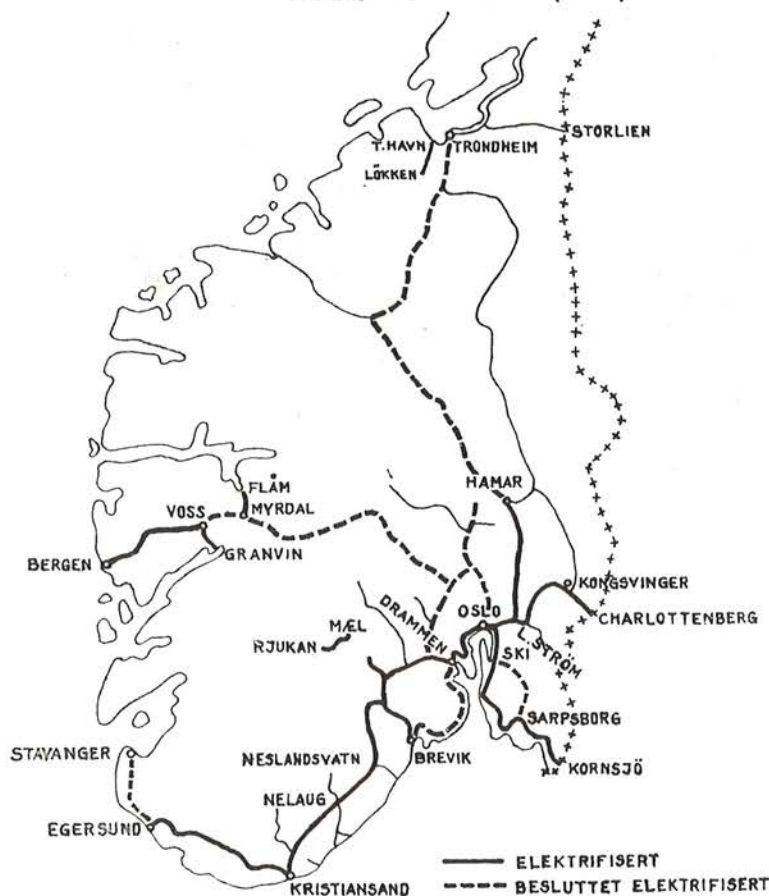 STORLIEN
T. HAVN
TRONDHEIM
LÖKKEN
HAMAR
FLÅM
VOSS
MYRDAL
BERGEN
GRANVIN
KONGSVINGER
OSLO
CHARLOTTENBERG
DRAMMEN
MÆL
RJUKAN
L. STRÖM
SKI
SARPSBORG
STAVANGER
NESLANDSVATN
BREVIK
KORNSJÖ
NELAUG
EGERSUND
ELEKTRIFISERT
KRISTIANSAND
BESLUTTET ELEKTRIFISERT